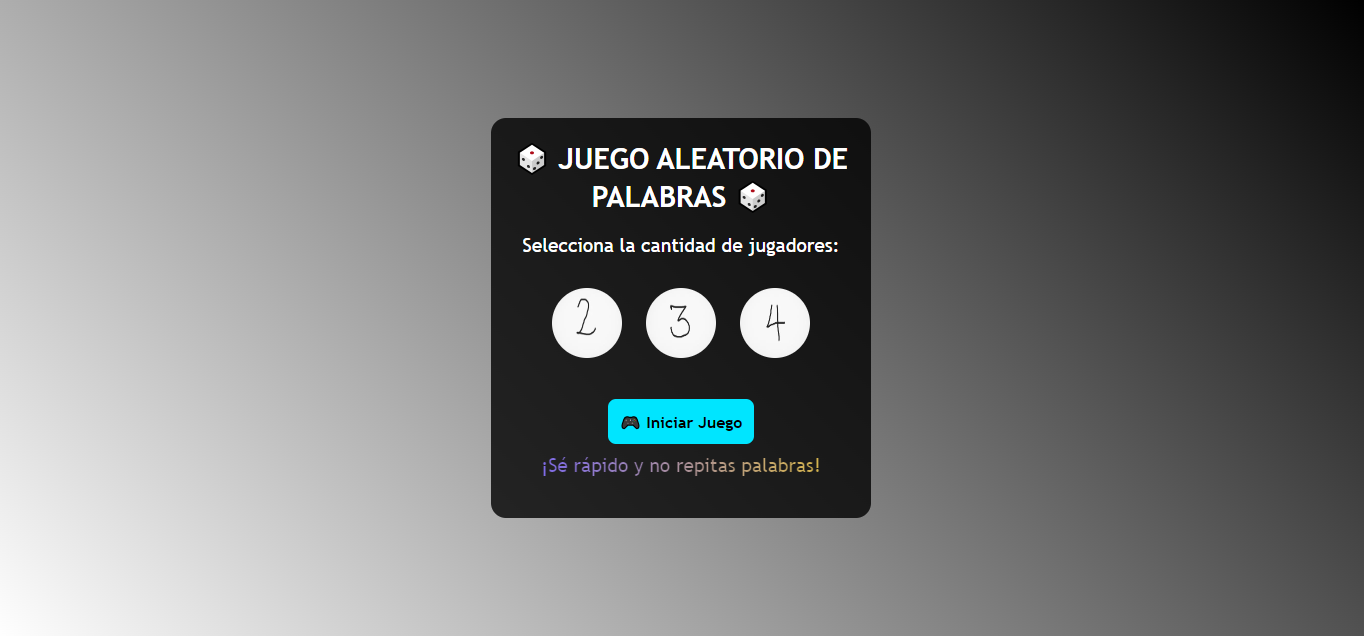 🎲 JUEGO ALEATORIO DE
PALABRAS 🎲
Selecciona la cantidad de jugadores:
2 3 4
🎮 Iniciar Juego
¡Sé rápido y no repitas palabras!